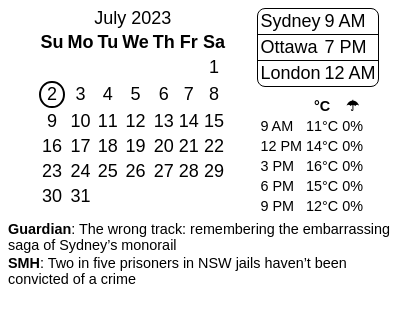 July 2023
Su Mo Tu We Th Fr Sa
1
2 3 4 5 6 7 8
9 10 11 12 13 14 15
16 17 18 19 20 21 22
23 24 25 26 27 28 29
30 31
Sydney 9 AM
Ottawa 7 PM
London 12 AM
°C ☂
9 AM 11°C 0%
12 PM 14°C 0%
3 PM 16°C 0%
6 PM 15°C 0%
9 PM 12°C 0%
Guardian: The wrong track: remembering the embarrassing
saga of Sydney’s monorail
SMH: Two in five prisoners in NSW jails haven’t been
convicted of a crime